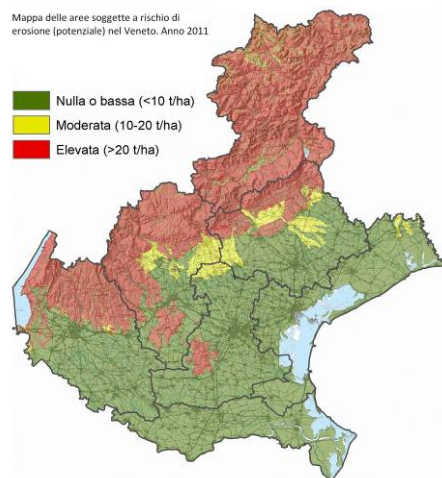 Mappa delle aree soggette a rischio di
erosione (potenziale) nel Veneto. Anno 2011
Nulla o bassa (<10 t/ha)
Moderata (10-20 t/ha)
Elevata (>20 t/ha)